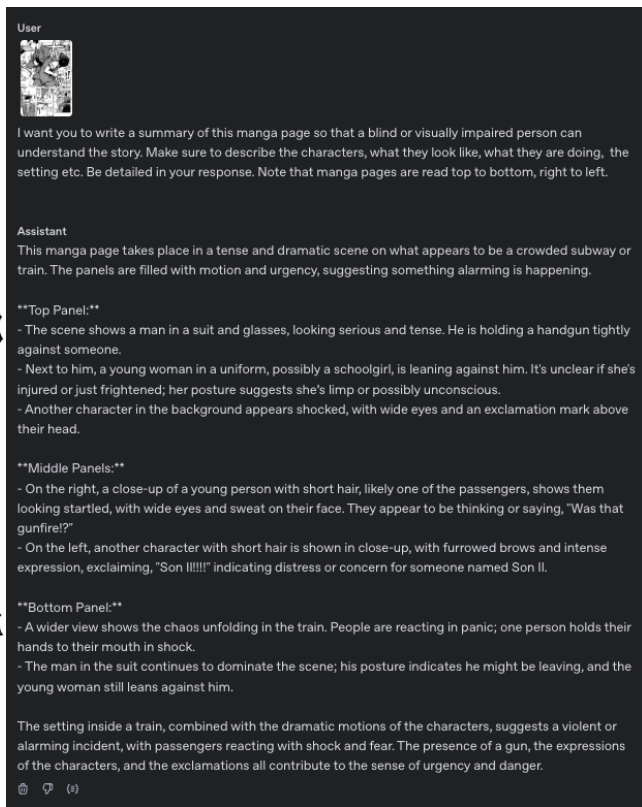 User
I want you to write a summary of this manga page so that a blind or visually impaired person can
understand the story. Make sure to describe the characters, what they look like, what they are doing, the
setting etc. Be detailed in your response. Note that manga pages are read top to bottom, right to left.
Assistant
This manga page takes place in a tense and dramatic scene on what appears to be a crowded subway or
train. The panels are filled with motion and urgency, suggesting something alarming is happening.
**Top Panel:**
- The scene shows a man in a suit and glasses, looking serious and tense. He is holding a handgun tightly
against someone.
- Next to him, a young woman in a uniform, possibly a schoolgirl, is leaning against him. It's unclear if she's
injured or just frightened; her posture suggests she's limp or possibly unconscious.
- Another character in the background appears shocked, with wide eyes and an exclamation mark above
their head.
**Middle Panels:**
- On the right, a close-up of a young person with short hair, likely one of the passengers, shows them
looking startled, with wide eyes and sweat on their face. They appear to be thinking or saying, "Was that
gunfire!?"
- On the left, another character with short hair is shown in close-up, with furrowed brows and intense
expression, exclaiming, "Son Il!!!!" indicating distress or concern for someone named Son Il.
**Bottom Panel:**
- A wider view shows the chaos unfolding in the train. People are reacting in panic; one person holds their
hands to their mouth in shock.
- The man in the suit continues to dominate the scene; his posture indicates he might be leaving, and the
young woman still leans against him.
The setting inside a train, combined with the dramatic motions of the characters, suggests a violent or
alarming incident, with passengers reacting with shock and fear. The presence of a gun, the expressions
of the characters, and the exclamations all contribute to the sense of urgency and danger.